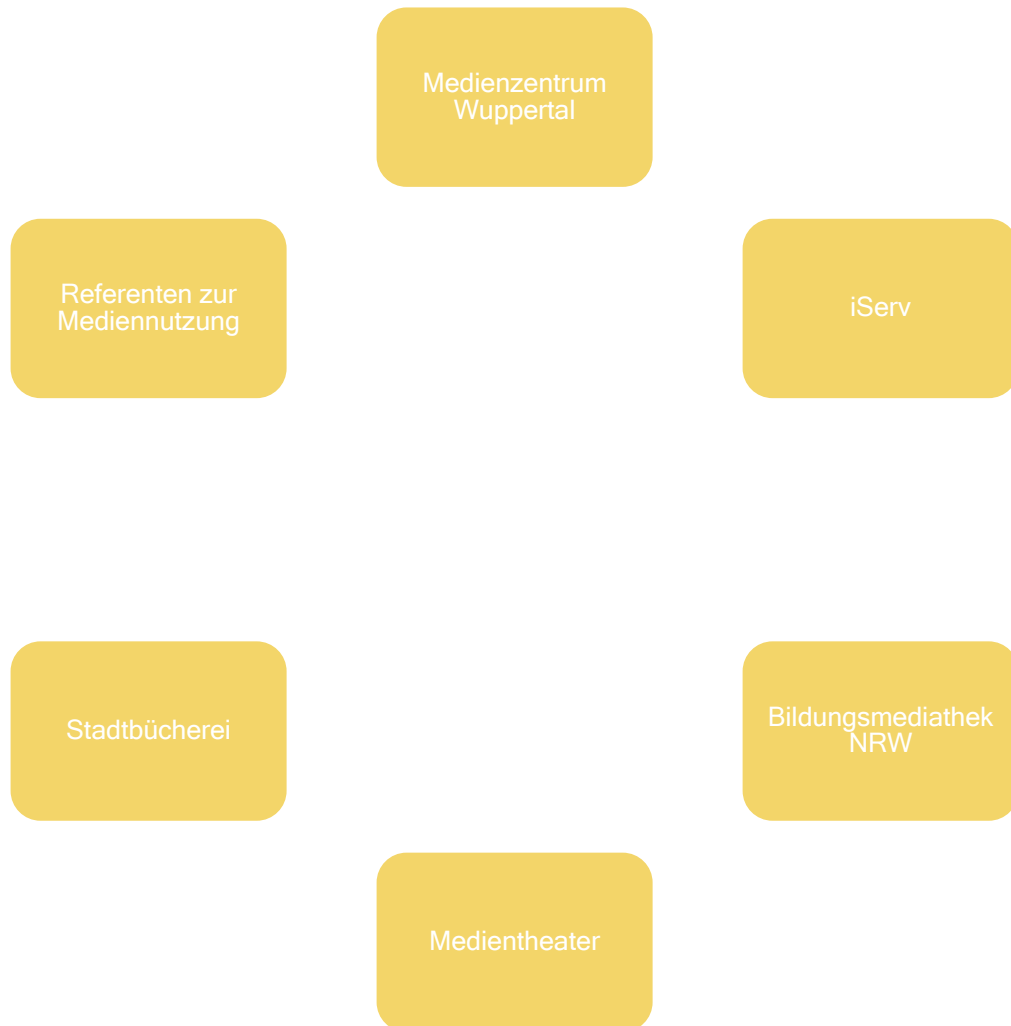 Medienzentrum
Wuppertal
Referenten zur
Mediennutzung
iServ
Stadtbücherei
Bildungsmediathek
NRW
Medientheater